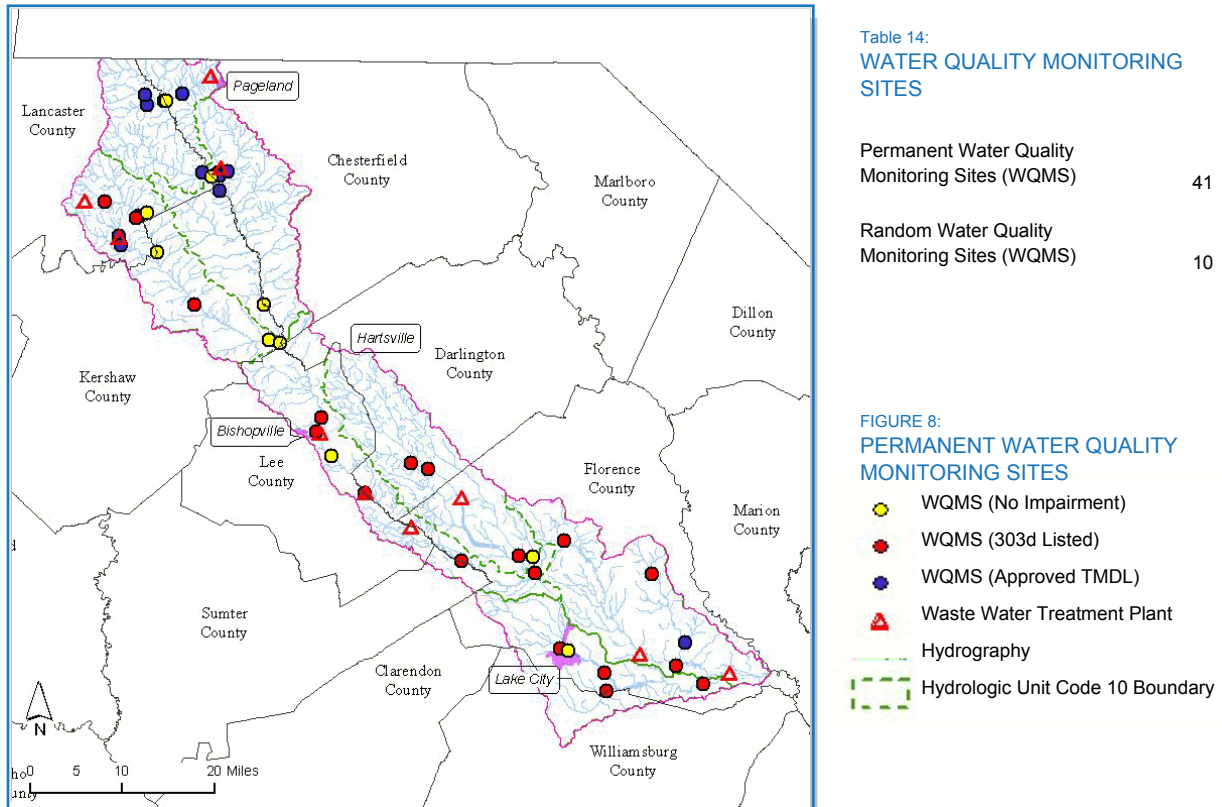 Pageland
Lancaster
County
Chesterfield
County
Marlboro
County
Dillon
County
Hartsville
Darlington
County
Kershaw
County
Bishopville
Lee
County
Florence
County
Marion
County
Sumter
County
Clarendon
County
Lake City
Williamsburg
County
N
0 5 10 20 Miles
Table 14:
WATER QUALITY MONITORING
SITES
Permanent Water Quality
Monitoring Sites (WQMS) 41
Random Water Quality
Monitoring Sites (WQMS) 10
FIGURE 8:
PERMANENT WATER QUALITY
MONITORING SITES
WQMS (No Impairment)
WQMS (303d Listed)
WQMS (Approved TMDL)
Waste Water Treatment Plant
Hydrography
Hydrologic Unit Code 10 Boundary